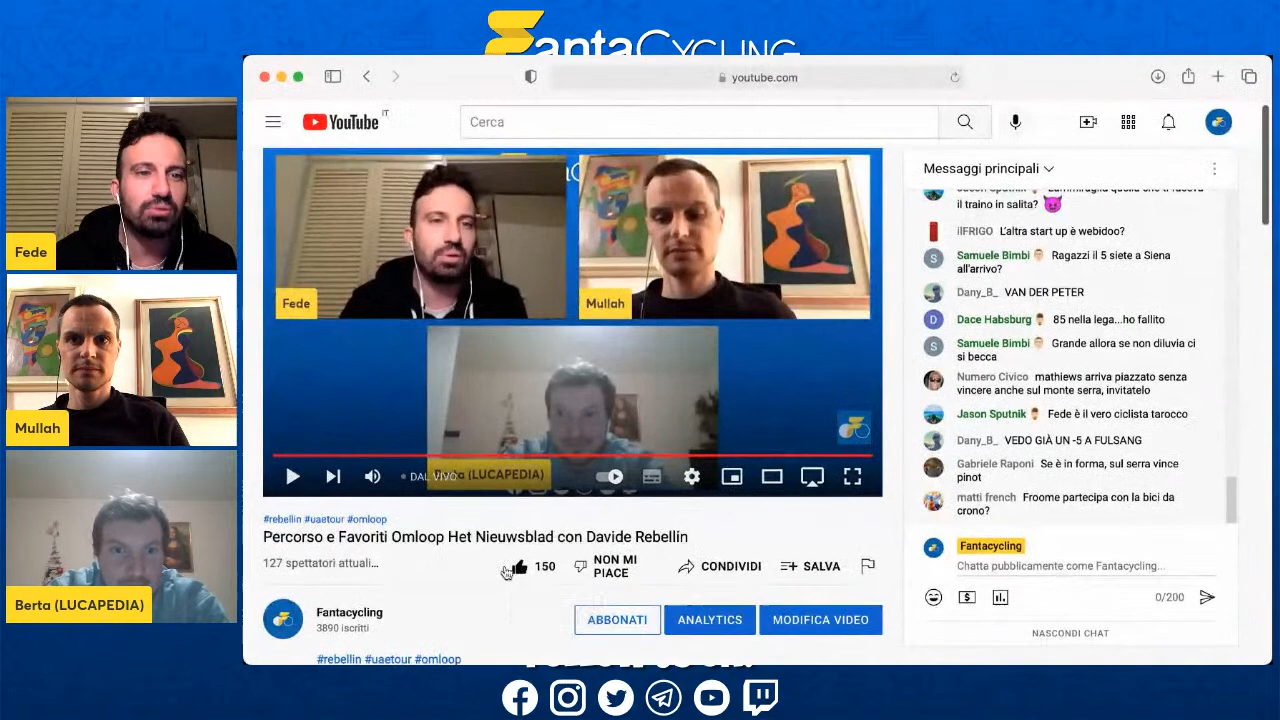 FantaCycling
youtube.com
YouTube IT
Cerca
Fede
Mullah
Berta (LUCAPEDIA)
Fede
Mullah
DAL VIVO
(LUCAPEDIA)
#rebellin #uaetour #omloop
Percorso e Favoriti Omloop Het Nieuwsblad con Davide Rebellin
127 spettatori attuali...
150
NON MI
PIACE
CONDIVIDI
SALVA
Fantacycling
3890 iscritti
ABBONATI
ANALYTICS
MODIFICA VIDEO
#rebellin #uaetour #omloop
Messaggi principali
il traino in salita?
ilFRIGO L'altra start up è webidoo?
Samuele Bimbi Ragazzi il 5 siete a Siena
all'arrivo?
Dany_B_ VAN DER PETER
Dace Habsburg 85 nella lega...ho fallito
Samuele Bimbi Grande allora se non diluvia ci
si becca
Numero Civico mathiews arriva piazzato senza
vincere anche sul monte serra, invitatelo
Jason Sputnik Fede è il vero ciclista tarocco
Dany_B_ VEDO GIÀ UN -5 A FULSANG
Gabriele Raponi Se è in forma, sul serra vince
pinot
matti french Froome partecipa con la bici da
crono?
Fantacycling
Chatta pubblicamente come Fantacycling...
0/200
NASCONDI CHAT